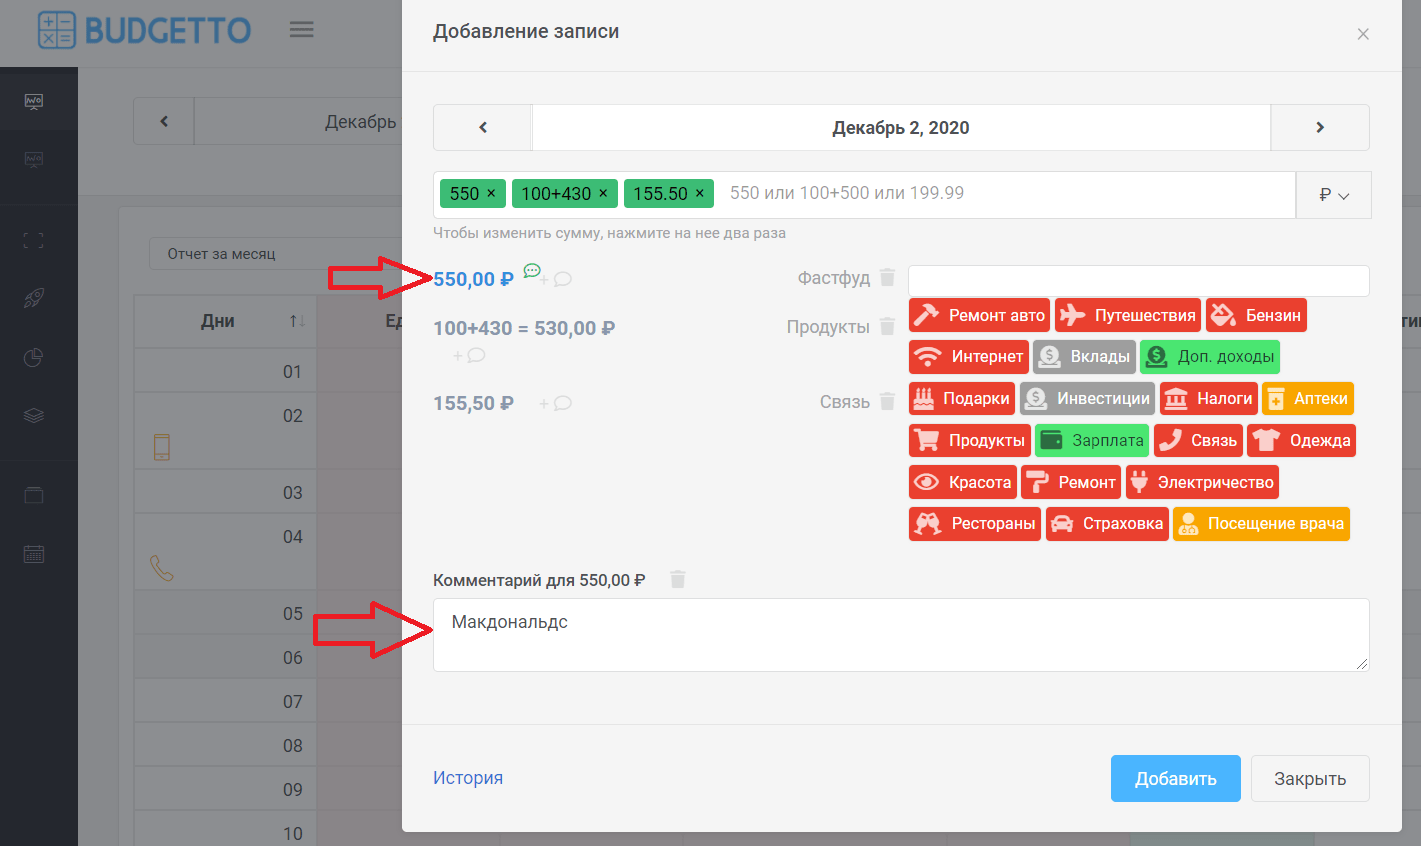 BUDGETTO
Добавление записи
×
Декабрь
Декабрь 2, 2020
550 × 100+430 × 155.50 × 550 или 100+500 или 199.99 ₽
Чтобы изменить сумму, нажмите на нее два раза
Отчет за месяц
550,00 ₽ + Фастфуд
100+430 = 530,00 ₽ + Продукты
155,50 ₽ + Связь
Ремонт авто Путешествия Бензин
Интернет Вклады Доп. доходы
Подарки Инвестиции Налоги Аптеки
Продукты Зарплата Связь Одежда
Красота Ремонт Электричество
Рестораны Страховка Посещение врача
Дни ↑↓ Ед
01
02
03
04
05
06
07
08
09
10
Комментарий для 550,00 ₽
Макдональдс
История
Добавить Закрыть